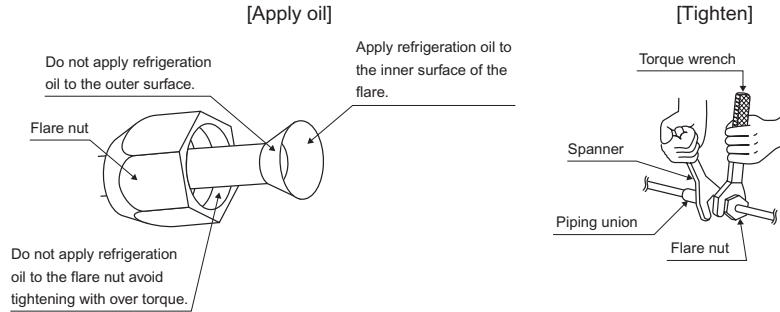 [Apply oil]
Do not apply refrigeration
oil to the outer surface.
Apply refrigeration oil to
the inner surface of the
flare.
Flare nut
Do not apply refrigeration
oil to the flare nut avoid
tightening with over torque.
[Tighten]
Torque wrench
Spanner
Piping union
Flare nut